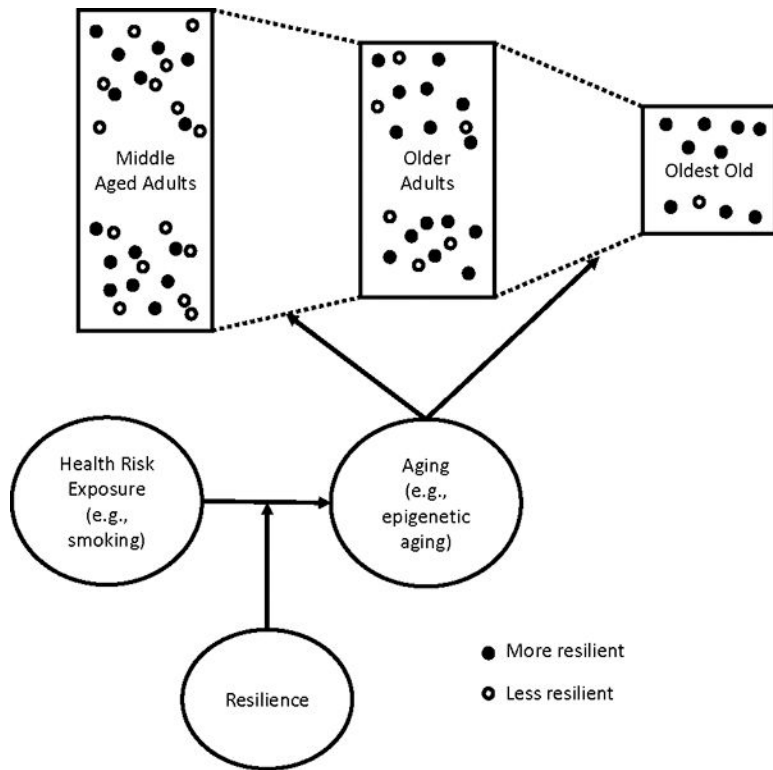 Middle
Aged Adults
Older
Adults
Oldest Old
Health Risk
Exposure
(e.g.,
smoking)
Aging
(e.g.,
epigenetic
aging)
Resilience
More resilient
Less resilient